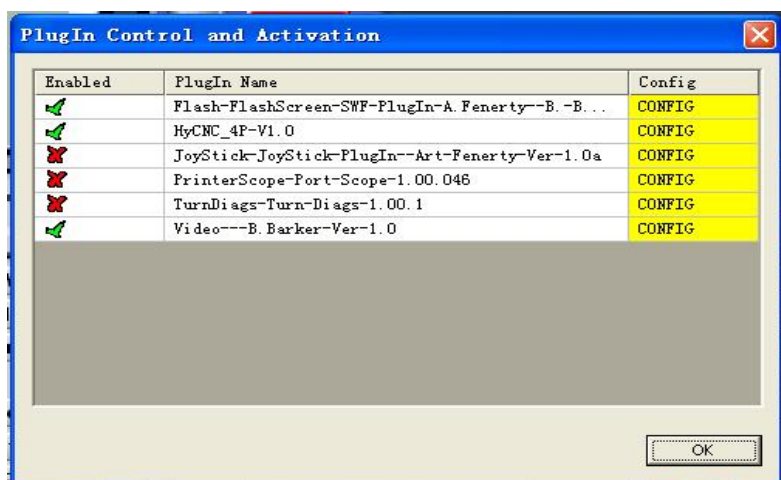 PlugIn Control and Activation
Enabled PlugIn Name Config
Flash-FlashScreen-SWF-PlugIn-A.Fenerty--B.-B... CONFIG
HyCNC_4P-V1.0 CONFIG
JoyStick-JoyStick-PlugIn--Art-Fenerty-Ver-1.0a CONFIG
PrinterScope-Port-Scope-1.00.046 CONFIG
TurnDiags-Turn-Diags-1.00.1 CONFIG
Video---B.Barker-Ver-1.0 CONFIG
OK